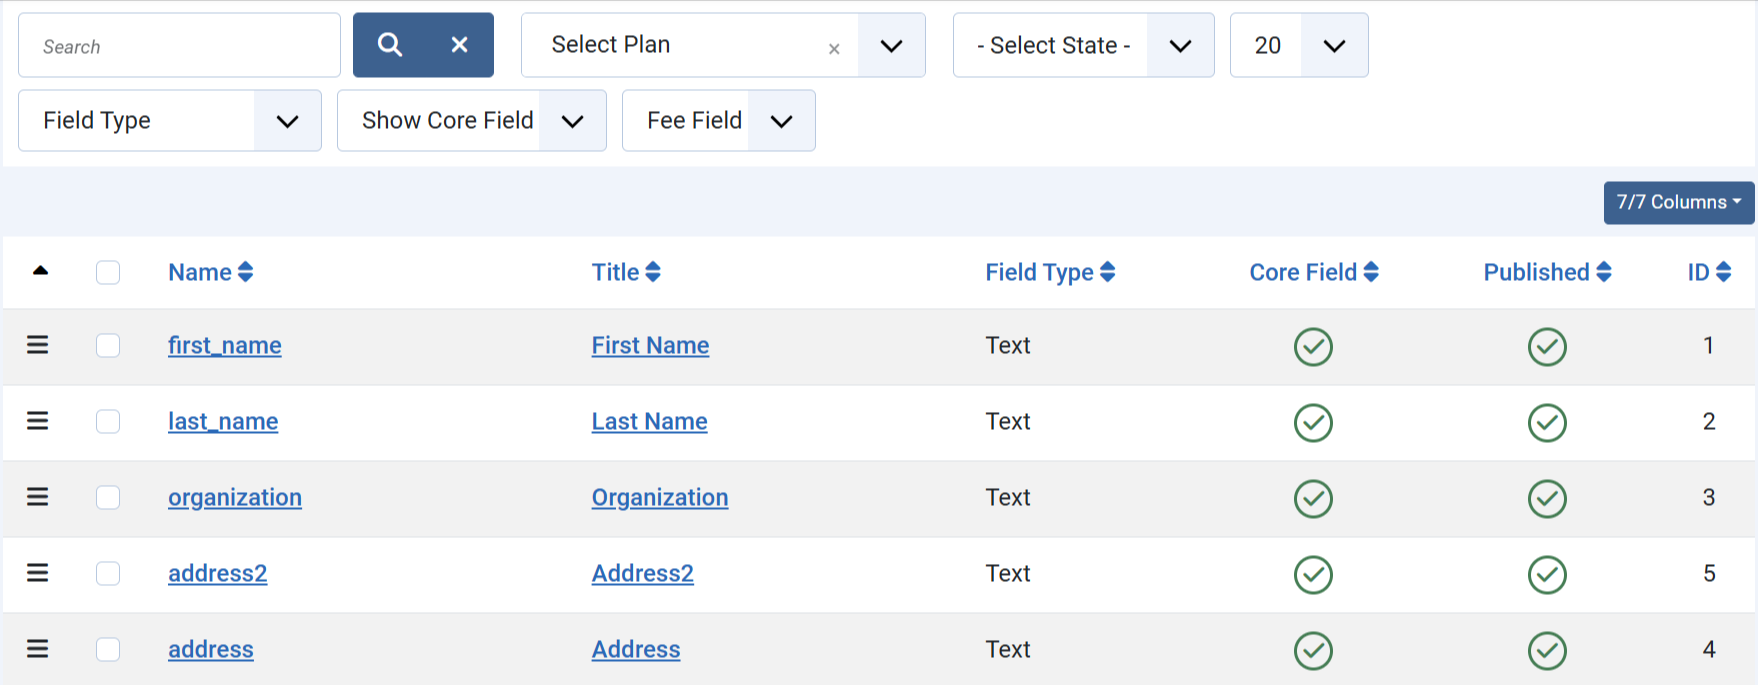 Search Select Plan × - Select State - 20
Field Type Show Core Field Fee Field
7/7 Columns
Name Title Field Type Core Field Published ID
first_name First Name Text 1
last_name Last Name Text 2
organization Organization Text 3
address2 Address2 Text 5
address Address Text 4